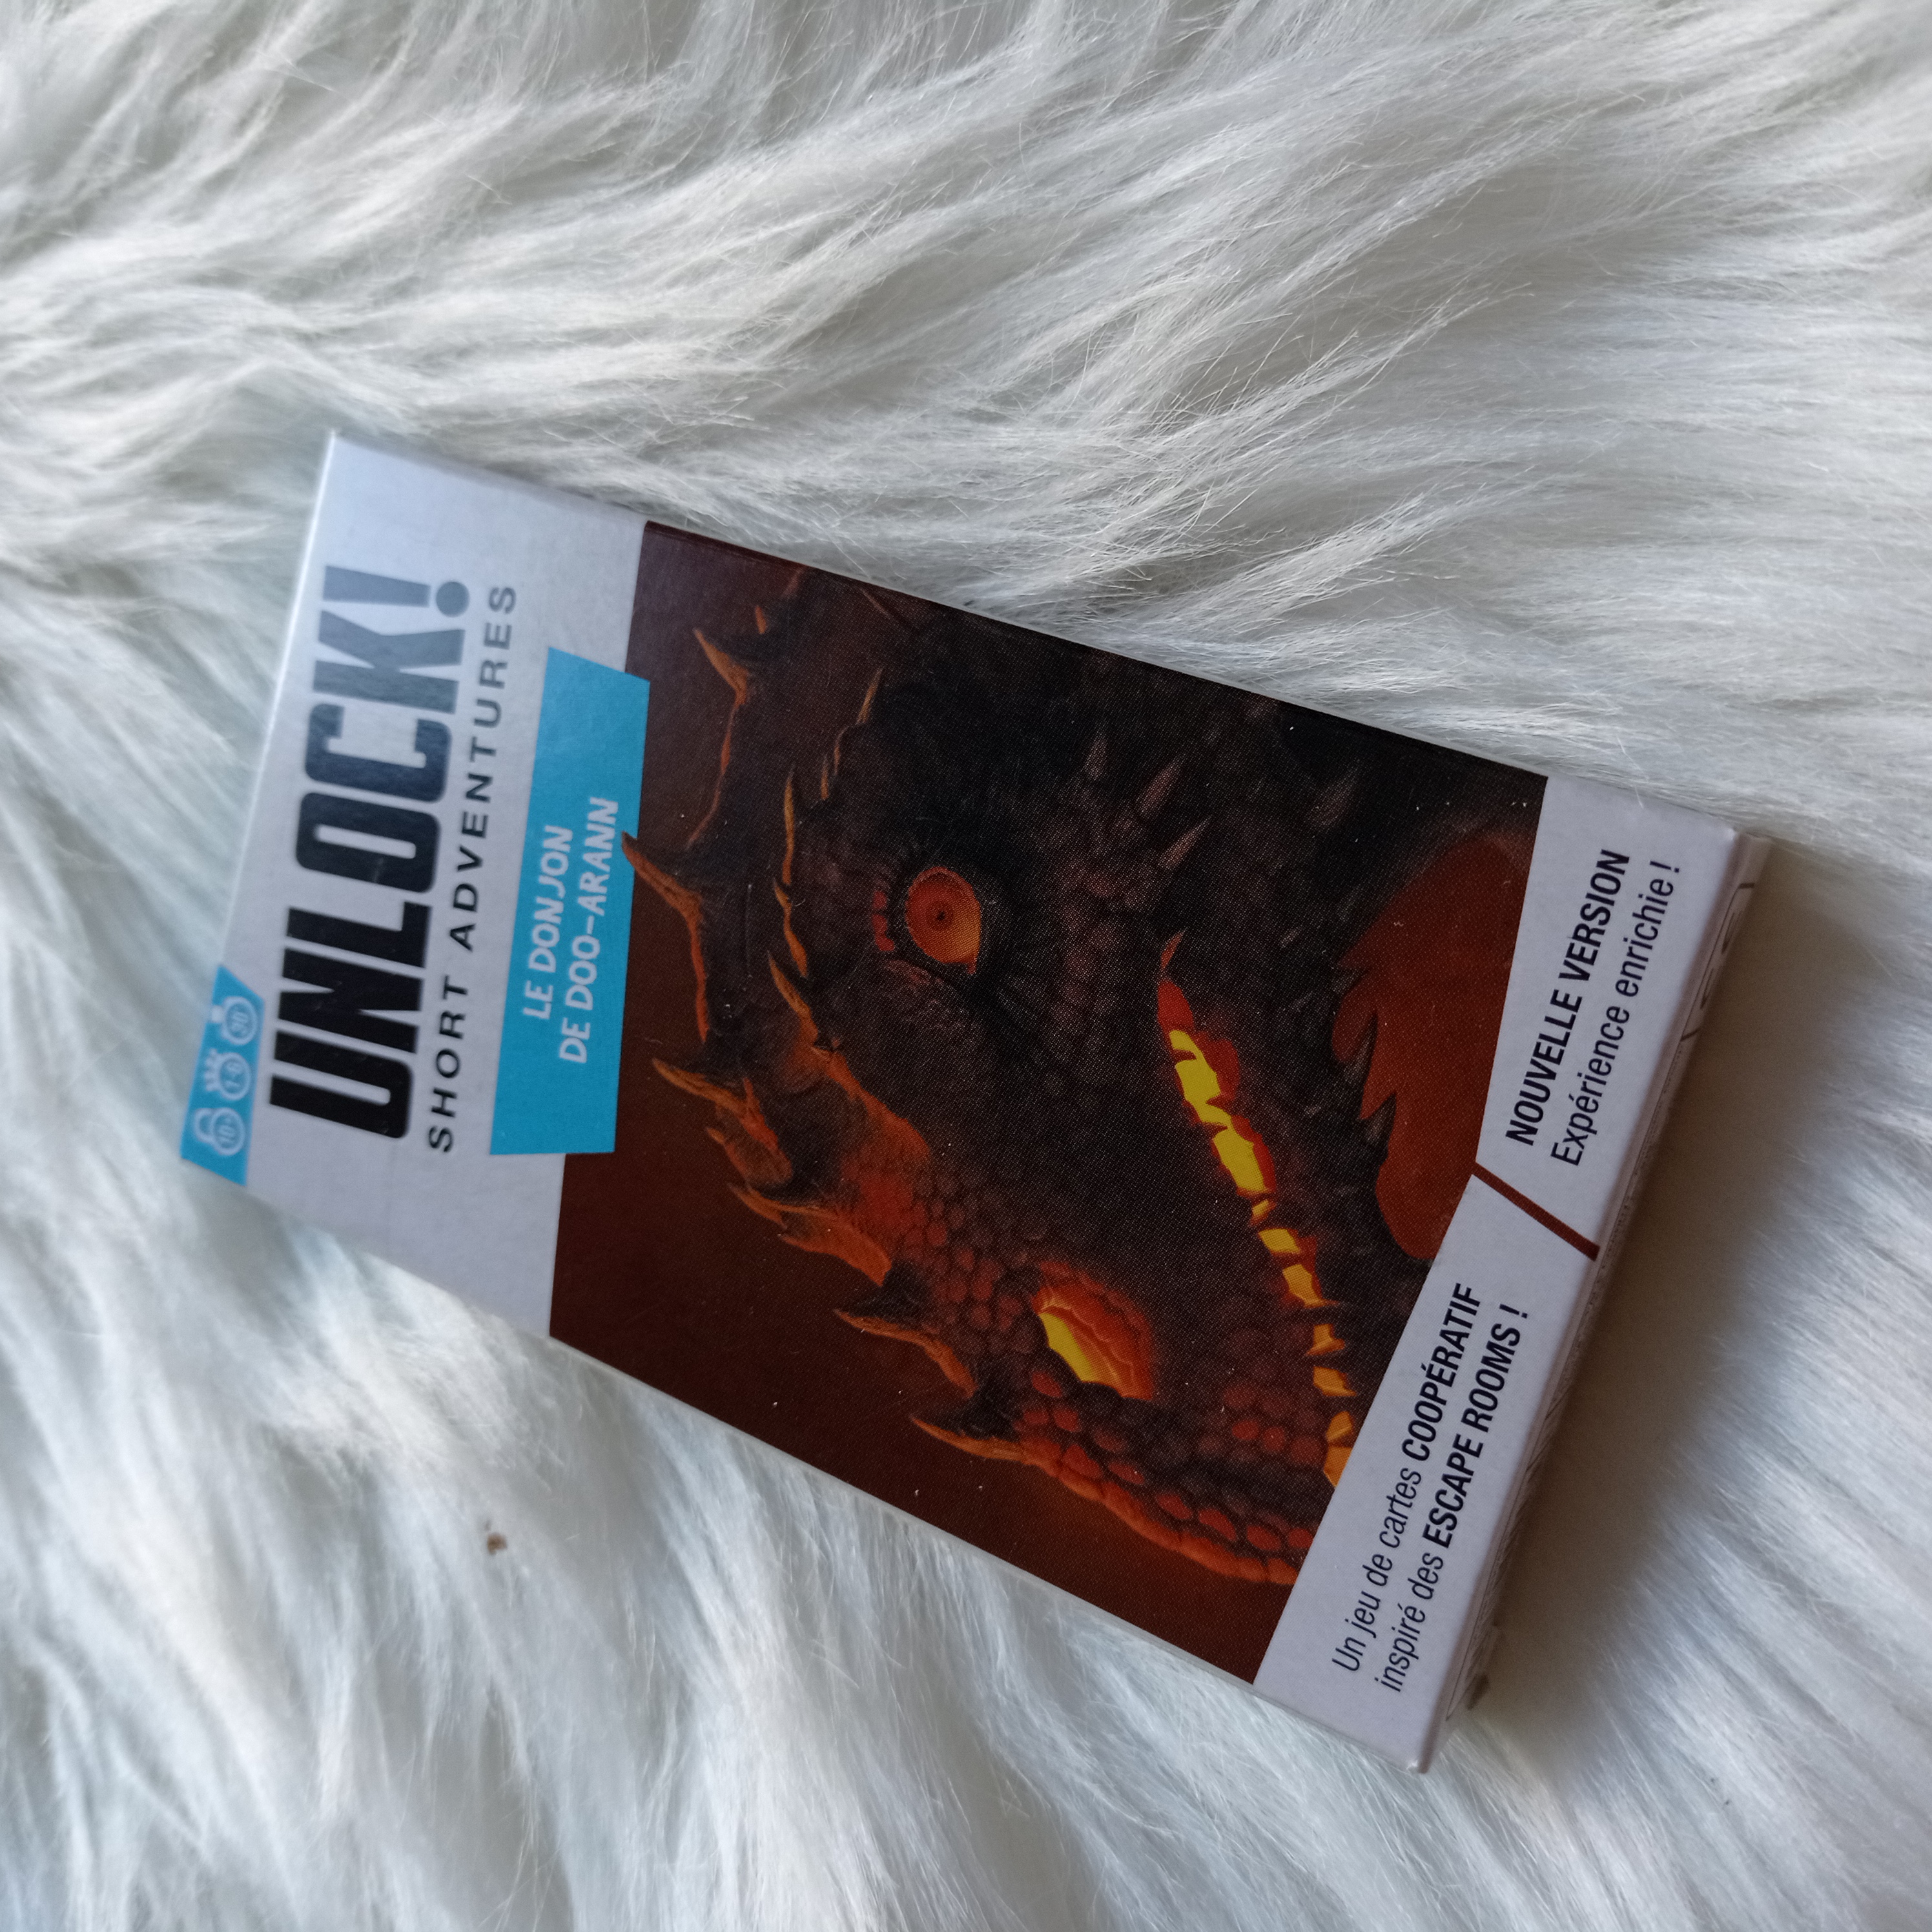 10+ 1-6 30'
UNLOCK!
SHORT ADVENTURES
LE DONJON
DE DOO-ARANN
Un jeu de cartes COOPÉRATIF
inspiré des ESCAPE ROOMS !
NOUVELLE VERSION
Expérience enrichie !